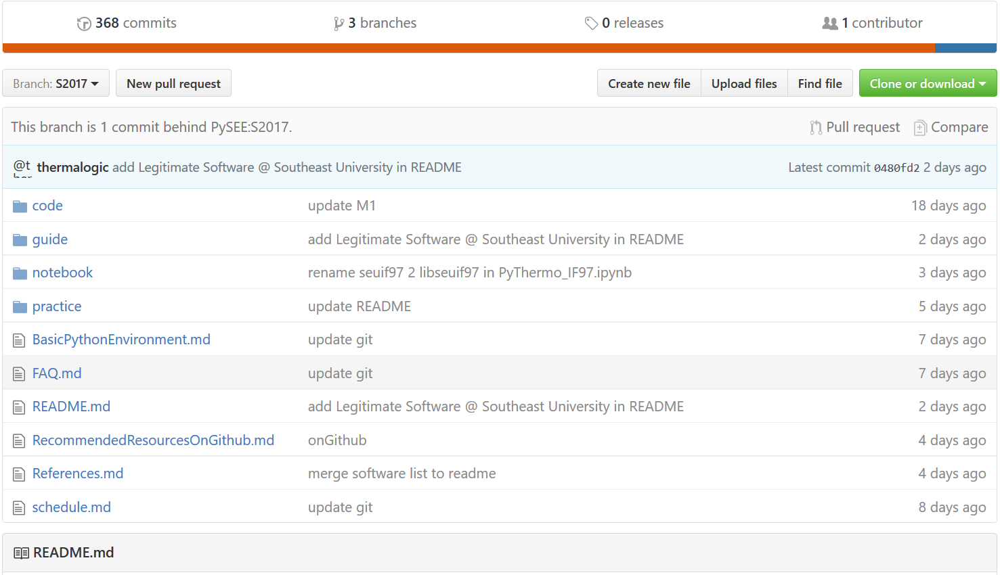 368 commits 3 branches 0 releases 1 contributor
Branch: S2017 New pull request Create new file Upload files Find file Clone or download
This branch is 1 commit behind PySEE:S2017. Pull request Compare
@t thermalogic add Legitimate Software @ Southeast University in README Latest commit 0480fd2 2 days ago
code update M1 18 days ago
guide add Legitimate Software @ Southeast University in README 2 days ago
notebook rename seuif97 2 libseuif97 in PyThermo_IF97.ipynb 3 days ago
practice update README 5 days ago
BasicPythonEnvironment.md update git 7 days ago
FAQ.md update git 7 days ago
README.md add Legitimate Software @ Southeast University in README 2 days ago
RecommendedResourcesOnGithub.md onGithub 4 days ago
References.md merge software list to readme 4 days ago
schedule.md update git 8 days ago
README.md